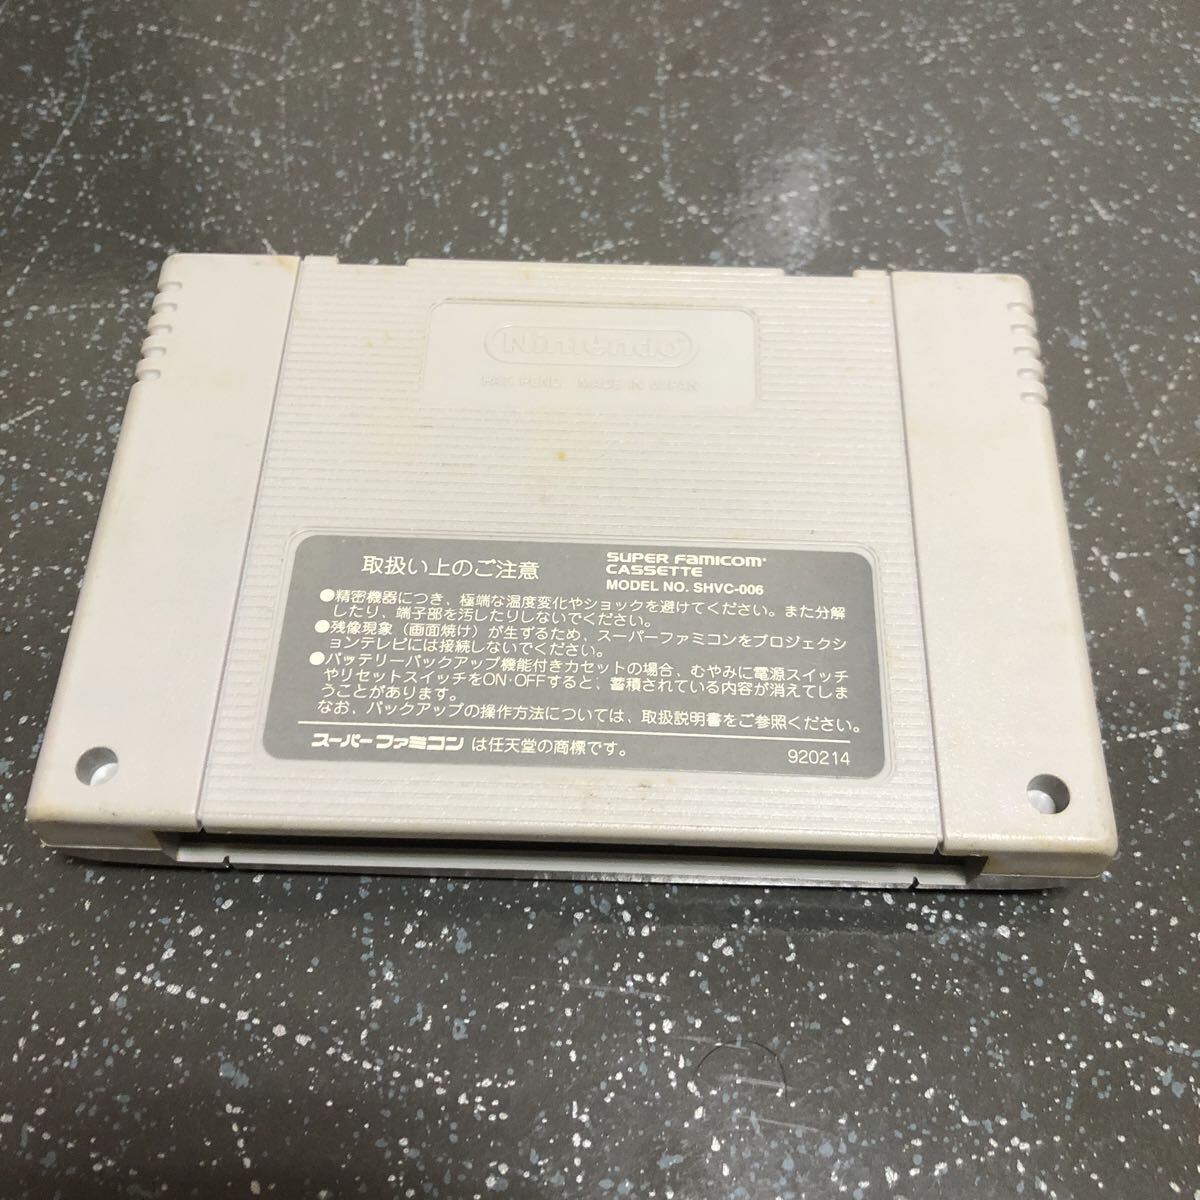 Nintendo
PAT. PEND. MADE IN JAPAN
取扱い上のご注意
SUPER FAMICOM
CASSETTE
MODEL NO. SHVC-006
●精密機器につき、極端な温度変化やショックを避けてください。また分解
したり、端子部を汚したりしないでください。
●残像現象(画面焼け)が生ずるため、スーパーファミコンをプロジェクシ
ョンテレビには接続しないでください。
●バッテリーバックアップ機能付きカセットの場合、むやみに電源スイッチ
やリセットスイッチをON・OFFすると、蓄積されている内容が消えてしま
うことがあります。
なお、バックアップの操作方法については、取扱説明書をご参照ください。
スーパーファミコン は任天堂の商標です。
920214